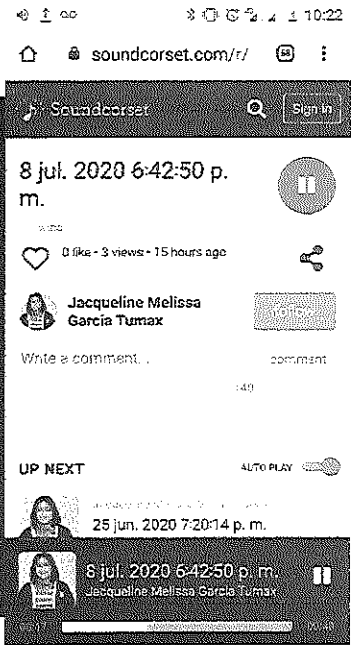 10:22
soundcorset.com/r/
Soundcorset
Sign in
8 jul. 2020 6:42:50 p.
m.
0 like • 3 views • 15 hours ago
Jacqueline Melissa
Garcia Tumax
follow
Write a comment...
comment
140
UP NEXT
AUTO PLAY
25 jun. 2020 7:20:14 p. m.
8 jul. 2020 6:42:50 p. m.
Jacqueline Melissa Garcia Tumax